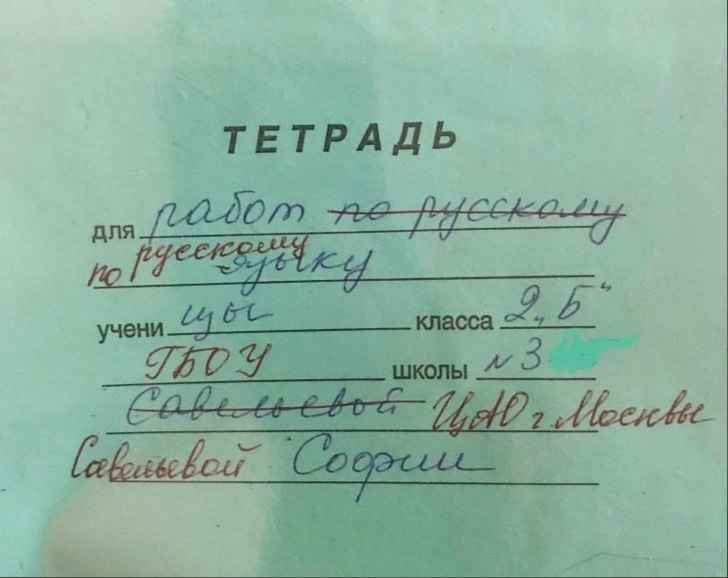 ТЕТРАДЬ
для работ по русскому
по русскому языку
учени цы класса 2 „Б"
ГБОУ школы № 3
Савельевой ЦАО г. Москвы
Савельевой Софии